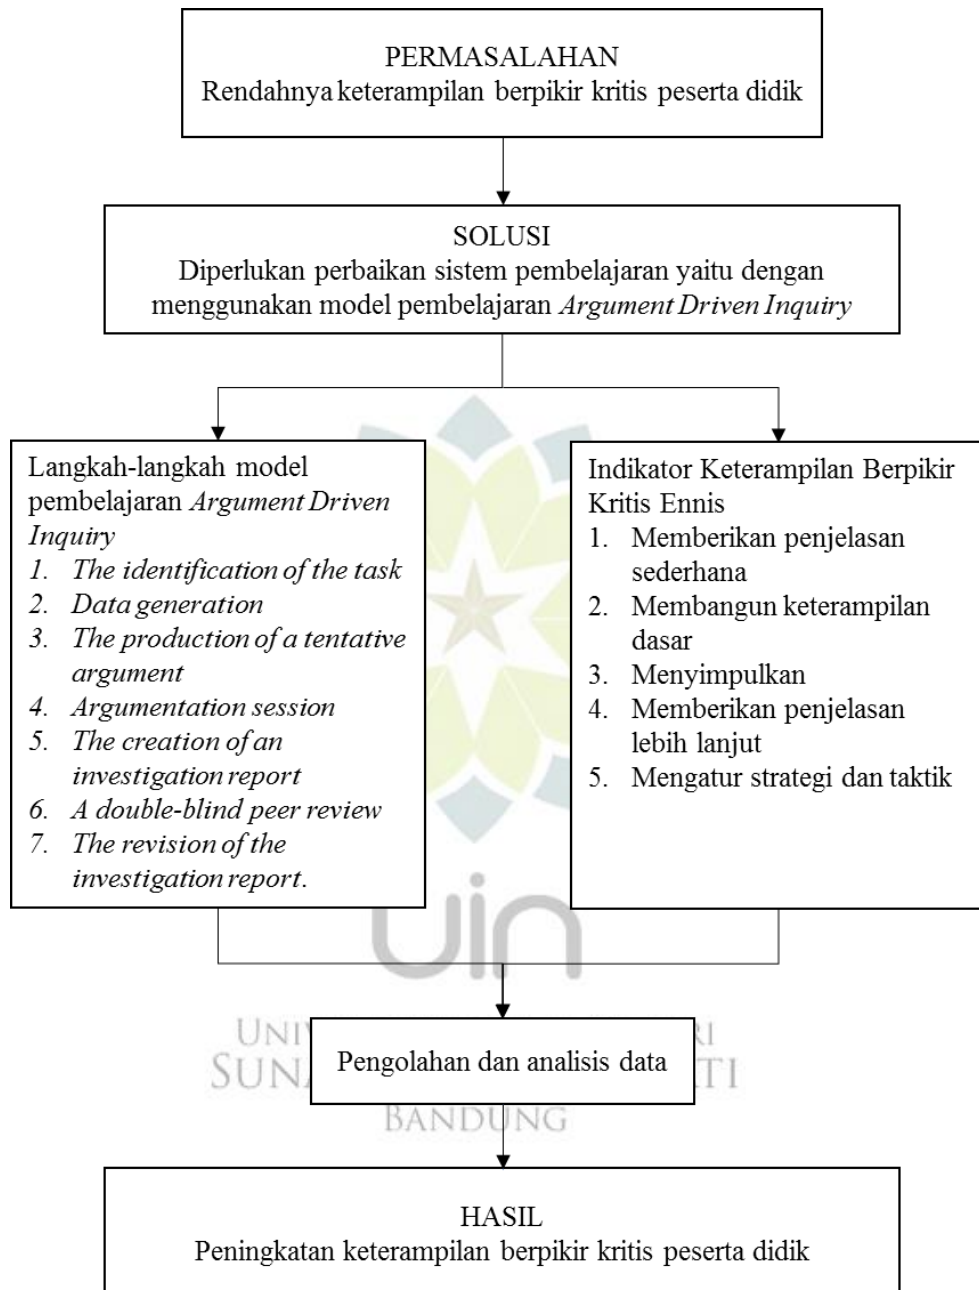 PERMASALAHAN
Rendahnya keterampilan berpikir kritis peserta didik
SOLUSI
Diperlukan perbaikan sistem pembelajaran yaitu dengan
menggunakan model pembelajaran Argument Driven Inquiry
Langkah-langkah model
pembelajaran Argument Driven
Inquiry
1. The identification of the task
2. Data generation
3. The production of a tentative
argument
4. Argumentation session
5. The creation of an
investigation report
6. A double-blind peer review
7. The revision of the
investigation report.
Indikator Keterampilan Berpikir
Kritis Ennis
1. Memberikan penjelasan
sederhana
2. Membangun keterampilan
dasar
3. Menyimpulkan
4. Memberikan penjelasan
lebih lanjut
5. Mengatur strategi dan taktik
uin
Pengolahan dan analisis data
BANDUNG
HASIL
Peningkatan keterampilan berpikir kritis peserta didik